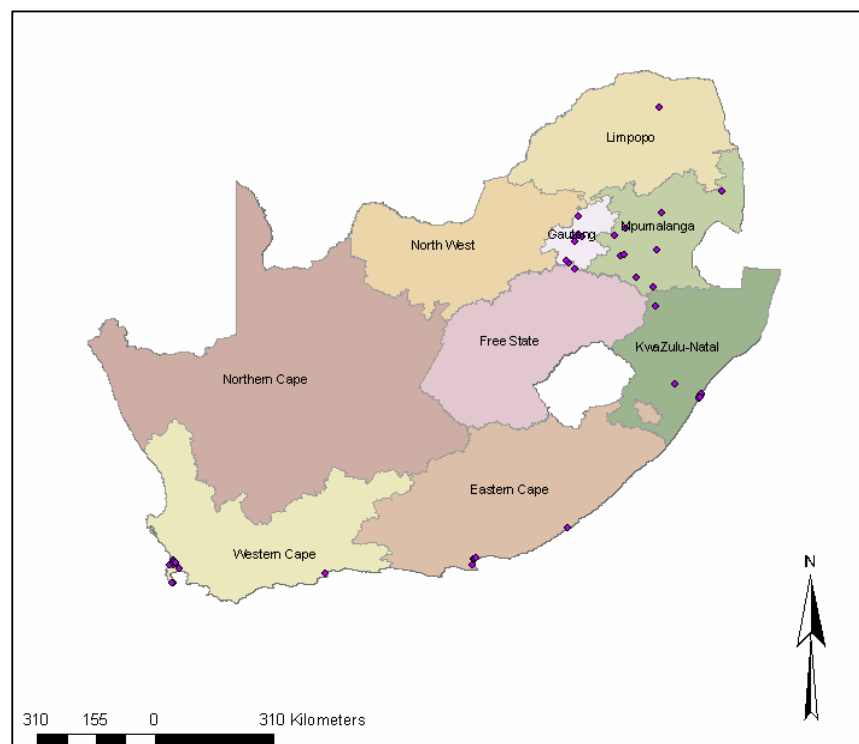 Limpopo
Mpumalanga
Gauteng
North West
Free State
KwaZulu-Natal
Northern Cape
Eastern Cape
Western Cape
N
310 155 0 310 Kilometers